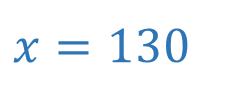 x = 130